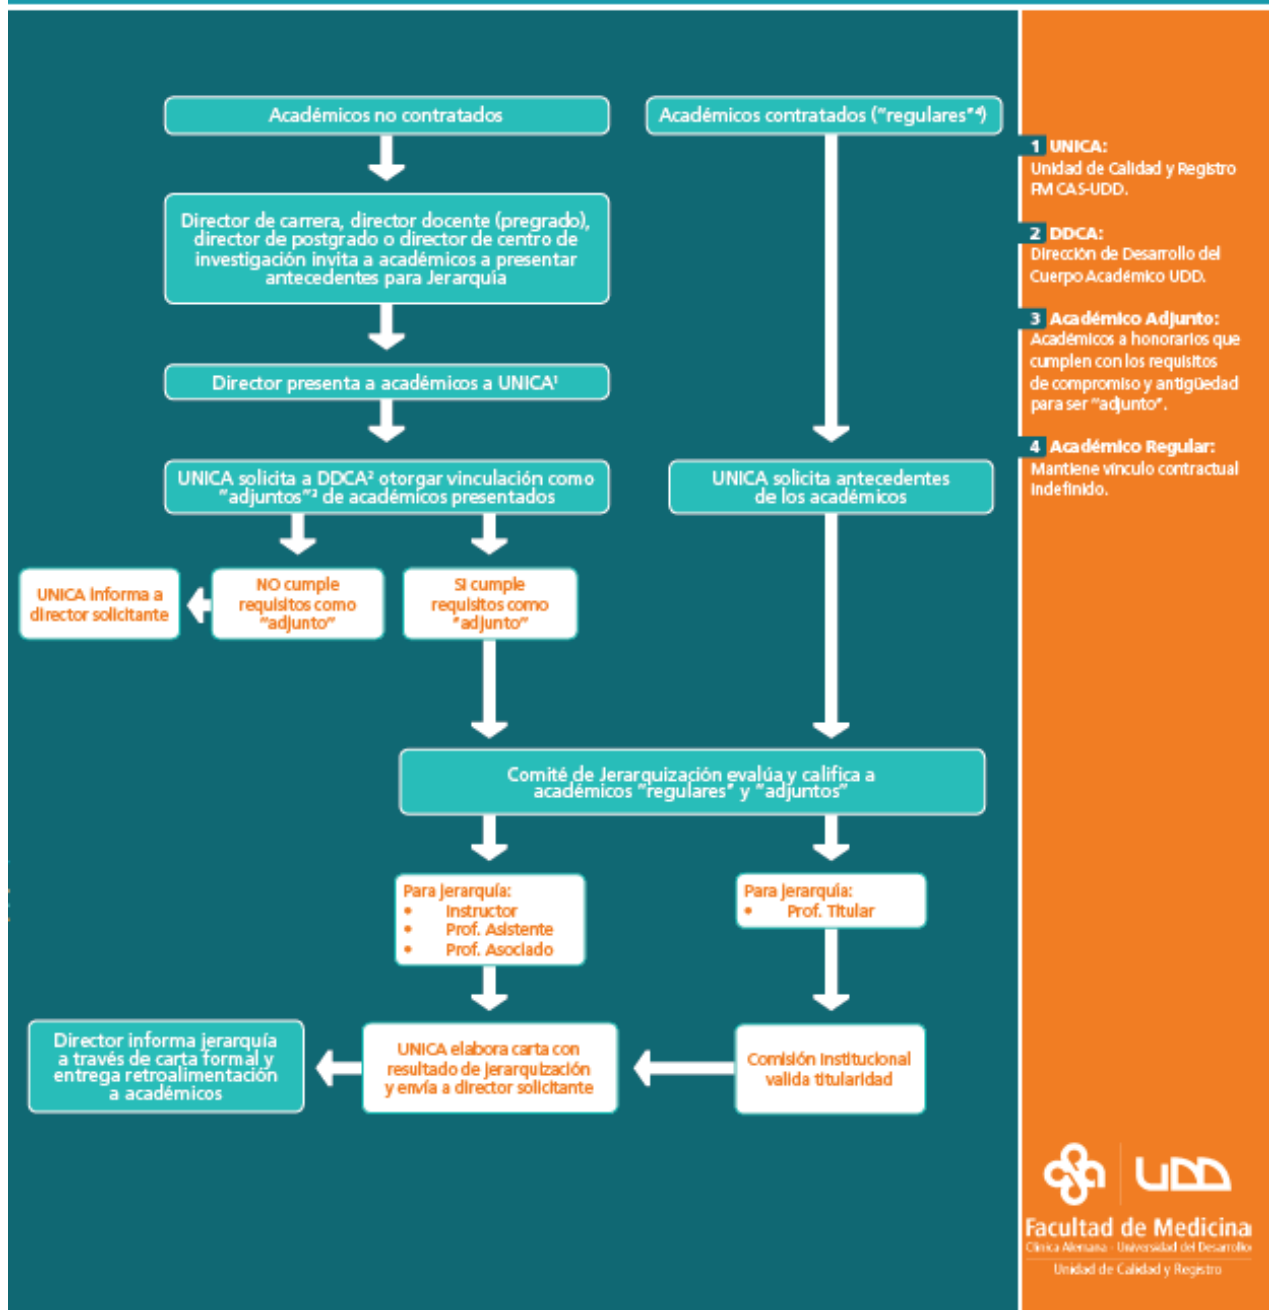 Académicos no contratados
Académicos contratados (“regulares”⁴)
Director de carrera, director docente (pregrado),
director de postgrado o director de centro de
investigación invita a académicos a presentar
antecedentes para Jerarquía
Director presenta a académicos a UNICA¹
UNICA solicita a DDCA² otorgar vinculación como
“adjuntos”³ de académicos presentados
UNICA solicita antecedentes
de los académicos
UNICA informa a
director solicitante
NO cumple
requisitos como
“adjunto”
SI cumple
requisitos como
“adjunto”
Comité de Jerarquización evalúa y califica a
académicos “regulares” y “adjuntos”
Para jerarquía:
• Instructor
• Prof. Asistente
• Prof. Asociado
Para jerarquía:
• Prof. Titular
Director informa jerarquía
a través de carta formal y
entrega retroalimentación
a académicos
UNICA elabora carta con
resultado de jerarquización
y envía a director solicitante
Comisión Institucional
valida titularidad
1 UNICA:
Unidad de Calidad y Registro
FM CAS-UDD.
2 DDCA:
Dirección de Desarrollo del
Cuerpo Académico UDD.
3 Académico Adjunto:
Académicos a honorarios que
cumplen con los requisitos
de compromiso y antigüedad
para ser “adjunto”.
4 Académico Regular:
Mantiene vínculo contractual
indefinido.
UDD
Facultad de Medicina
Clínica Alemana - Universidad del Desarrollo
Unidad de Calidad y Registro